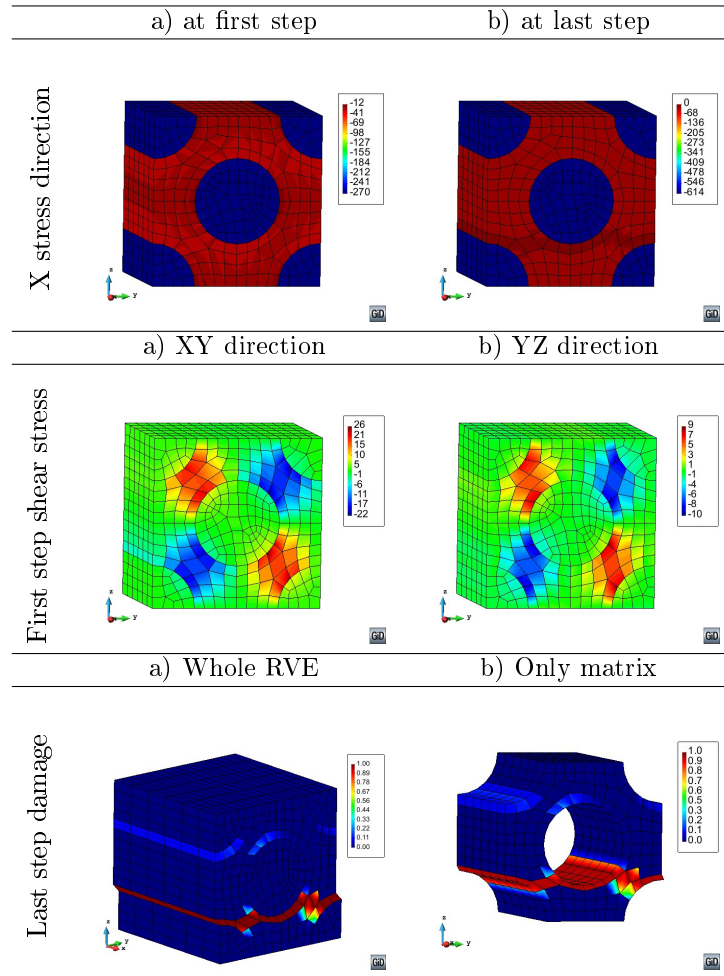 a) at first step
b) at last step
X stress direction
-12
-41
-69
-98
-127
-155
-184
-212
-241
-270
z
y
GiD
0
-68
-136
-205
-273
-341
-409
-478
-546
-614
z
y
GiD
a) XY direction
b) YZ direction
First step shear stress
26
21
15
10
5
-1
-6
-11
-17
-22
z
y
GiD
9
7
5
3
1
-1
-4
-6
-8
-10
z
y
GiD
a) Whole RVE
b) Only matrix
Last step damage
1.00
0.89
0.78
0.67
0.56
0.44
0.33
0.22
0.11
0.00
z
y
x
GiD
1.0
0.9
0.8
0.7
0.6
0.5
0.4
0.3
0.2
0.1
0.0
z
x
y
GiD